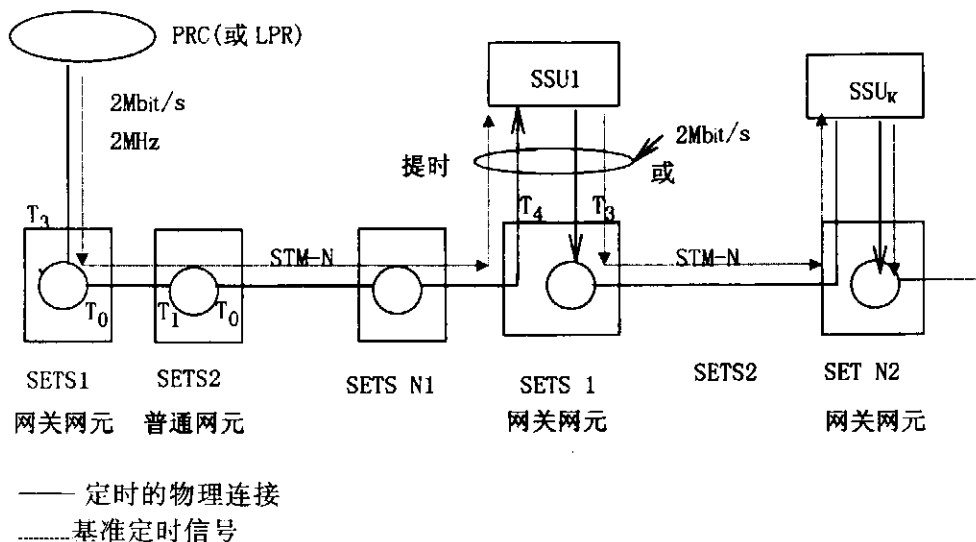 PRC(或 LPR)
2Mbit/s
2MHz
SSU1
SSUK
2Mbit/s
或
提时
T3
T4
T3
STM-N
STM-N
T0
T1
T0
SETS1
SETS2
SETS N1
SETS 1
SETS2
SET N2
网关网元
普通网元
网关网元
网关网元
定时的物理连接
基准定时信号